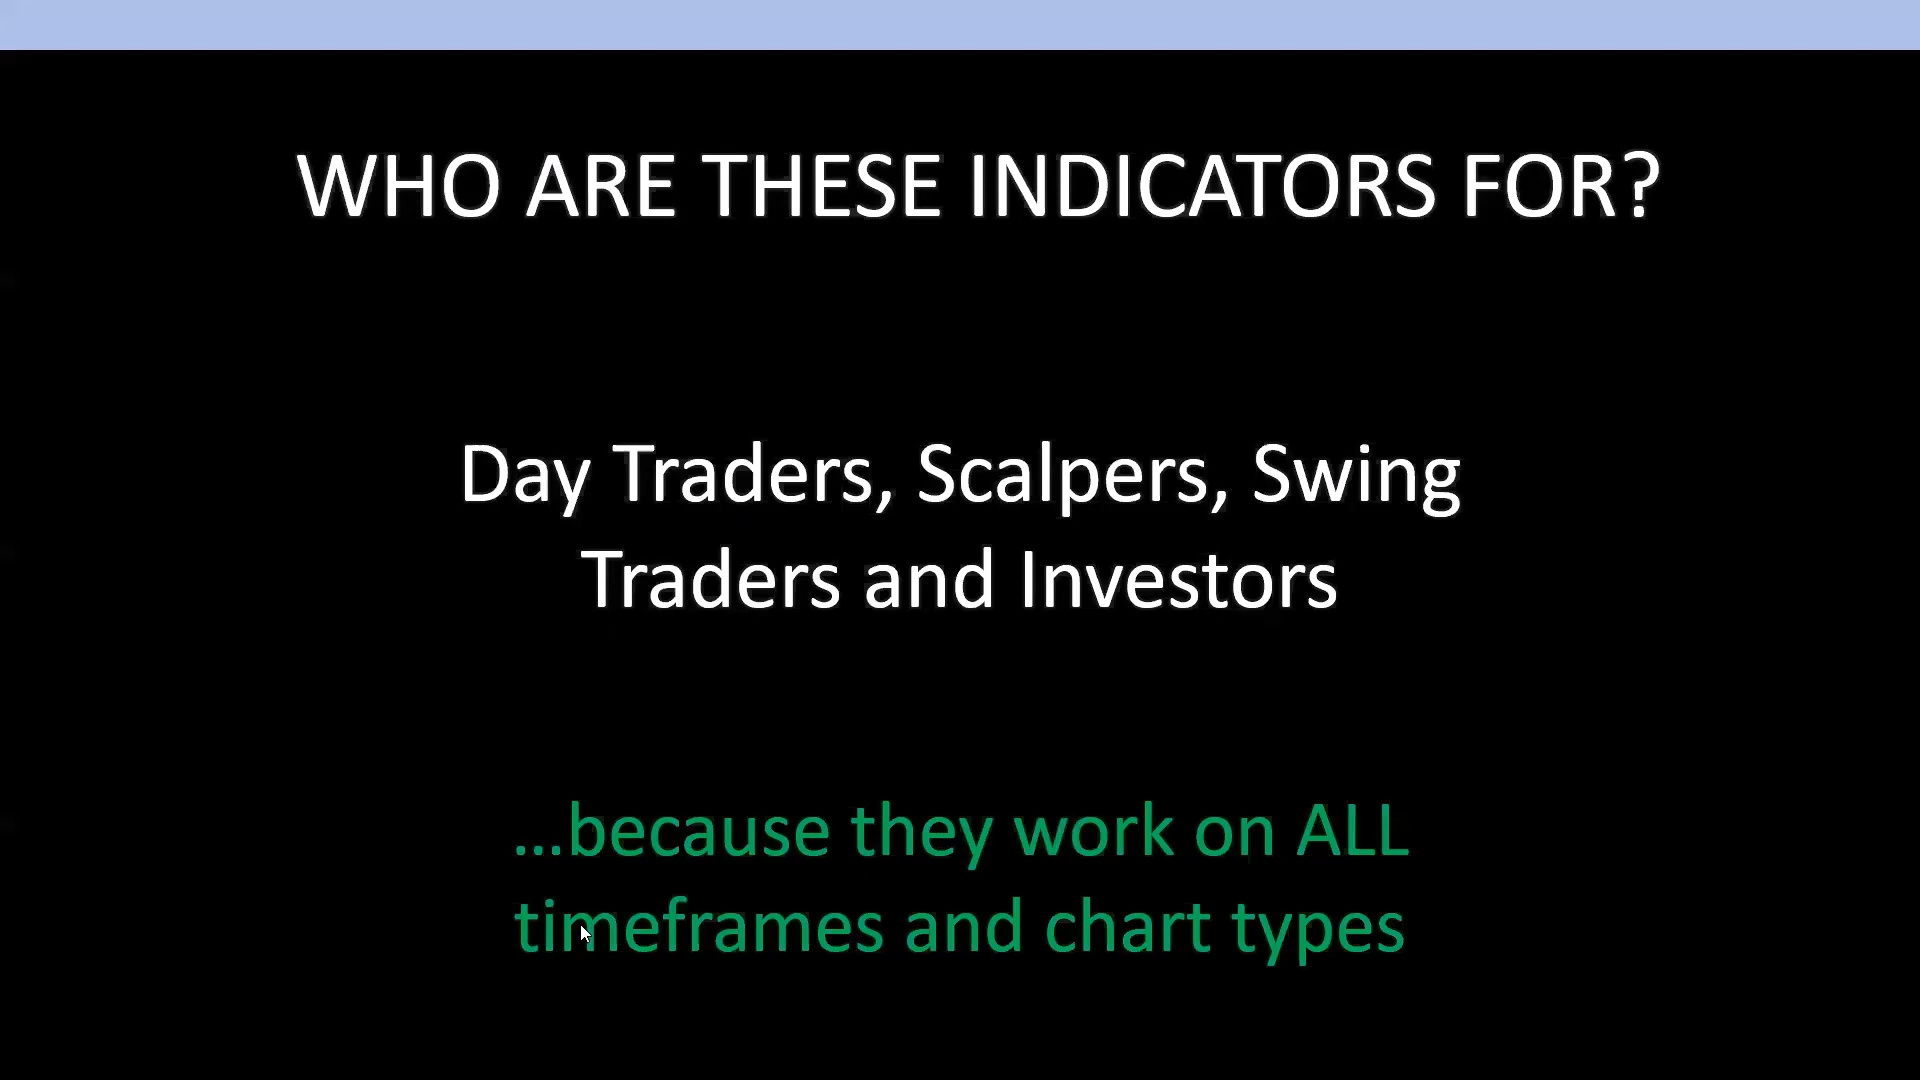 WHO ARE THESE INDICATORS FOR?
Day Traders, Scalpers, Swing
Traders and Investors
...because they work on ALL
timeframes and chart types